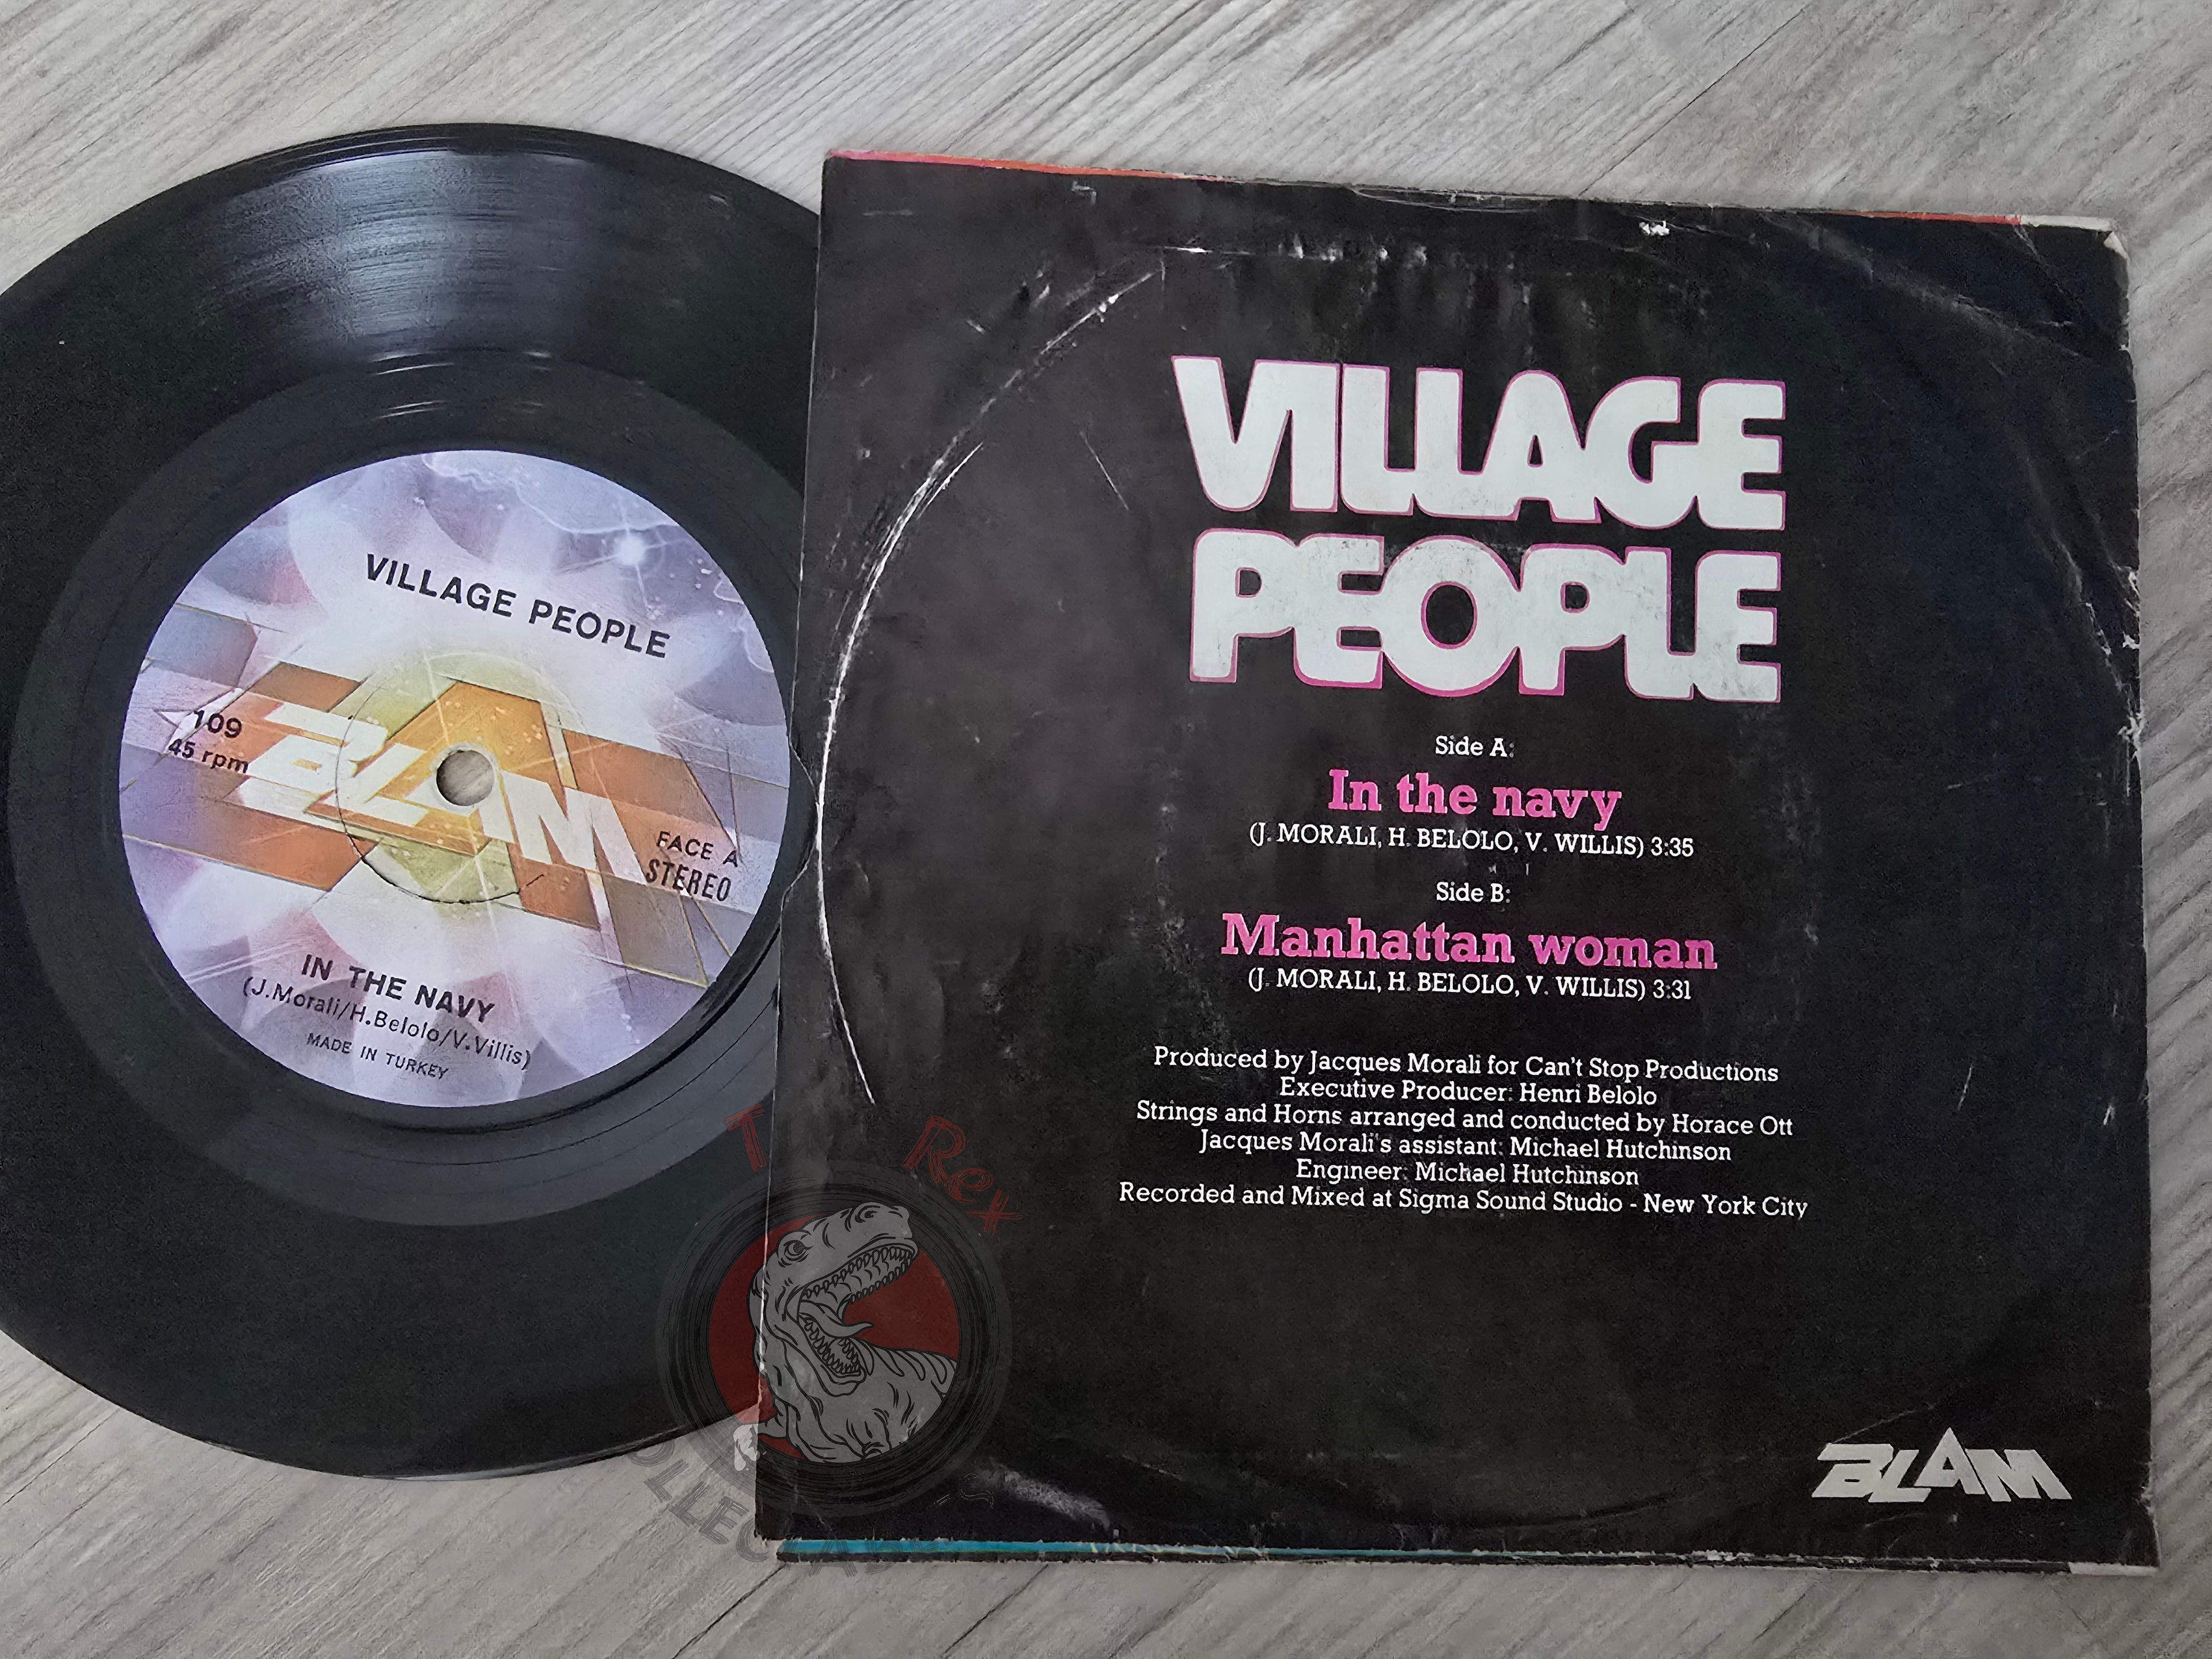 VILLAGE PEOPLE
109
45 rpm
BLAM
FACE A
STEREO
IN THE NAVY
(J.Morali/H.Belolo/V.Villis)
MADE IN TURKEY
VILLAGE
PEOPLE
Side A:
In the navy
(J. MORALI, H. BELOLO, V. WILLIS) 3:35
Side B:
Manhattan woman
(J. MORALI, H. BELOLO, V. WILLIS) 3:31
Produced by Jacques Morali for Can't Stop Productions
Executive Producer: Henri Belolo
Strings and Horns arranged and conducted by Horace Ott
Jacques Morali's assistant: Michael Hutchinson
Engineer: Michael Hutchinson
Recorded and Mixed at Sigma Sound Studio - New York City
BLAM
T Rex